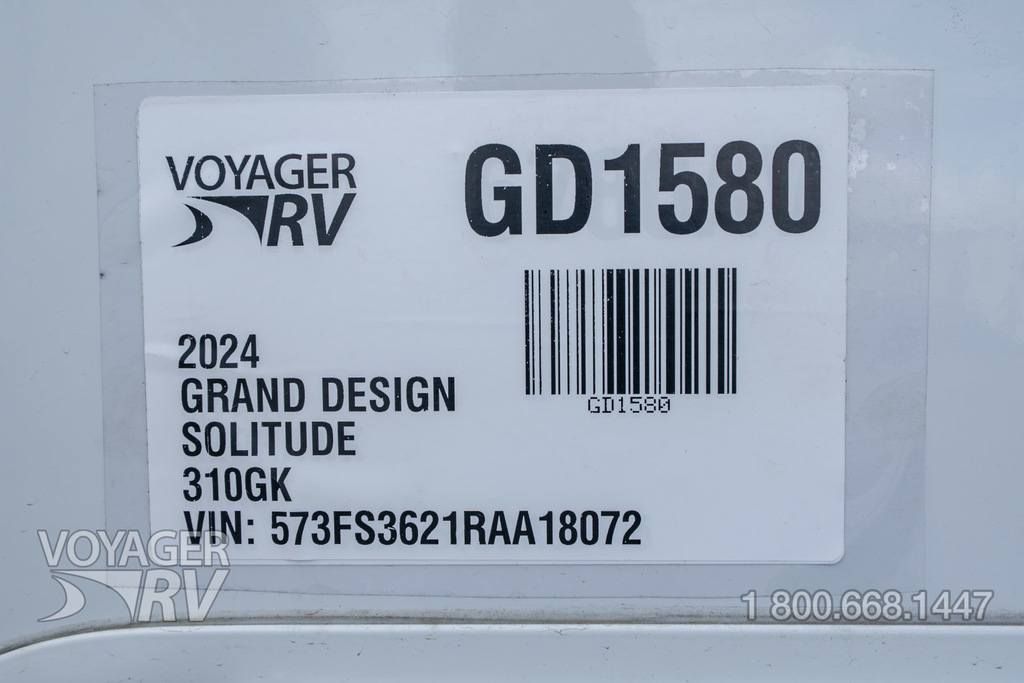 VOYAGER
RV
GD1580
GD1580
2024
GRAND DESIGN
SOLITUDE
310GK
VIN: 573FS3621RAA18072
VOYAGER
RV
1 800.668.1447